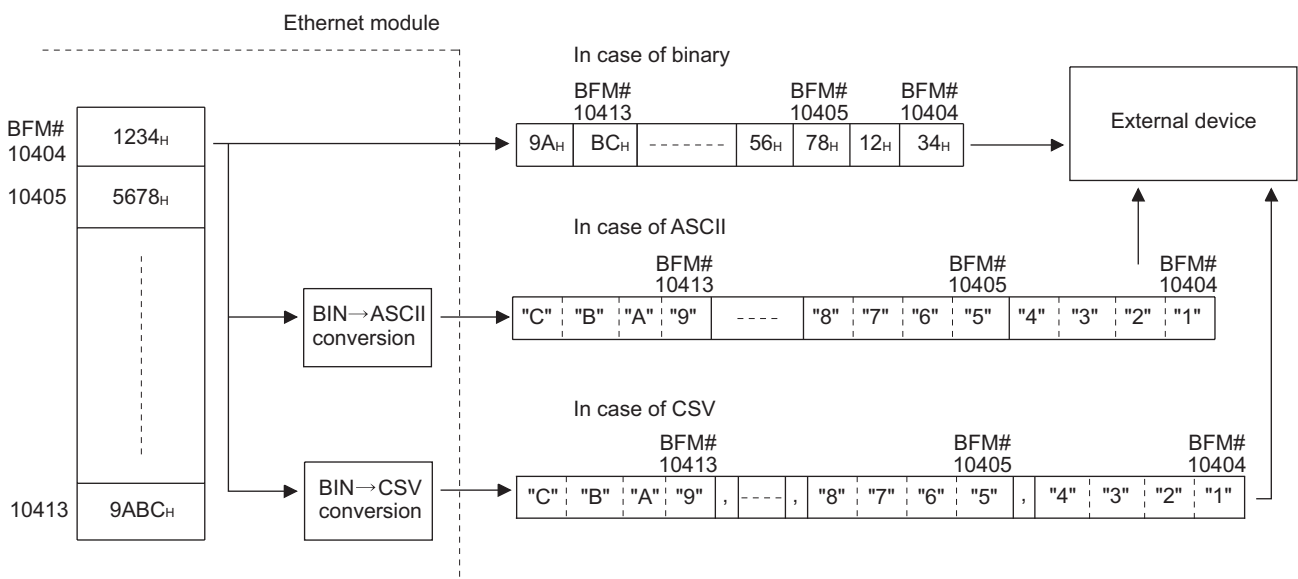 Ethernet module
In case of binary
BFM# 10413
BFM# 10405
BFM# 10404
9AH BCH ------- 56H 78H 12H 34H
External device
BFM# 10404
1234H
10405
5678H
10413
9ABCH
In case of ASCII
BFM# 10413
BFM# 10405
BFM# 10404
BIN→ASCII
conversion
"C" "B" "A" "9" ---- "8" "7" "6" "5" "4" "3" "2" "1"
In case of CSV
BFM# 10413
BFM# 10405
BFM# 10404
BIN→CSV
conversion
"C" "B" "A" "9" , ---- , "8" "7" "6" "5" , "4" "3" "2" "1"